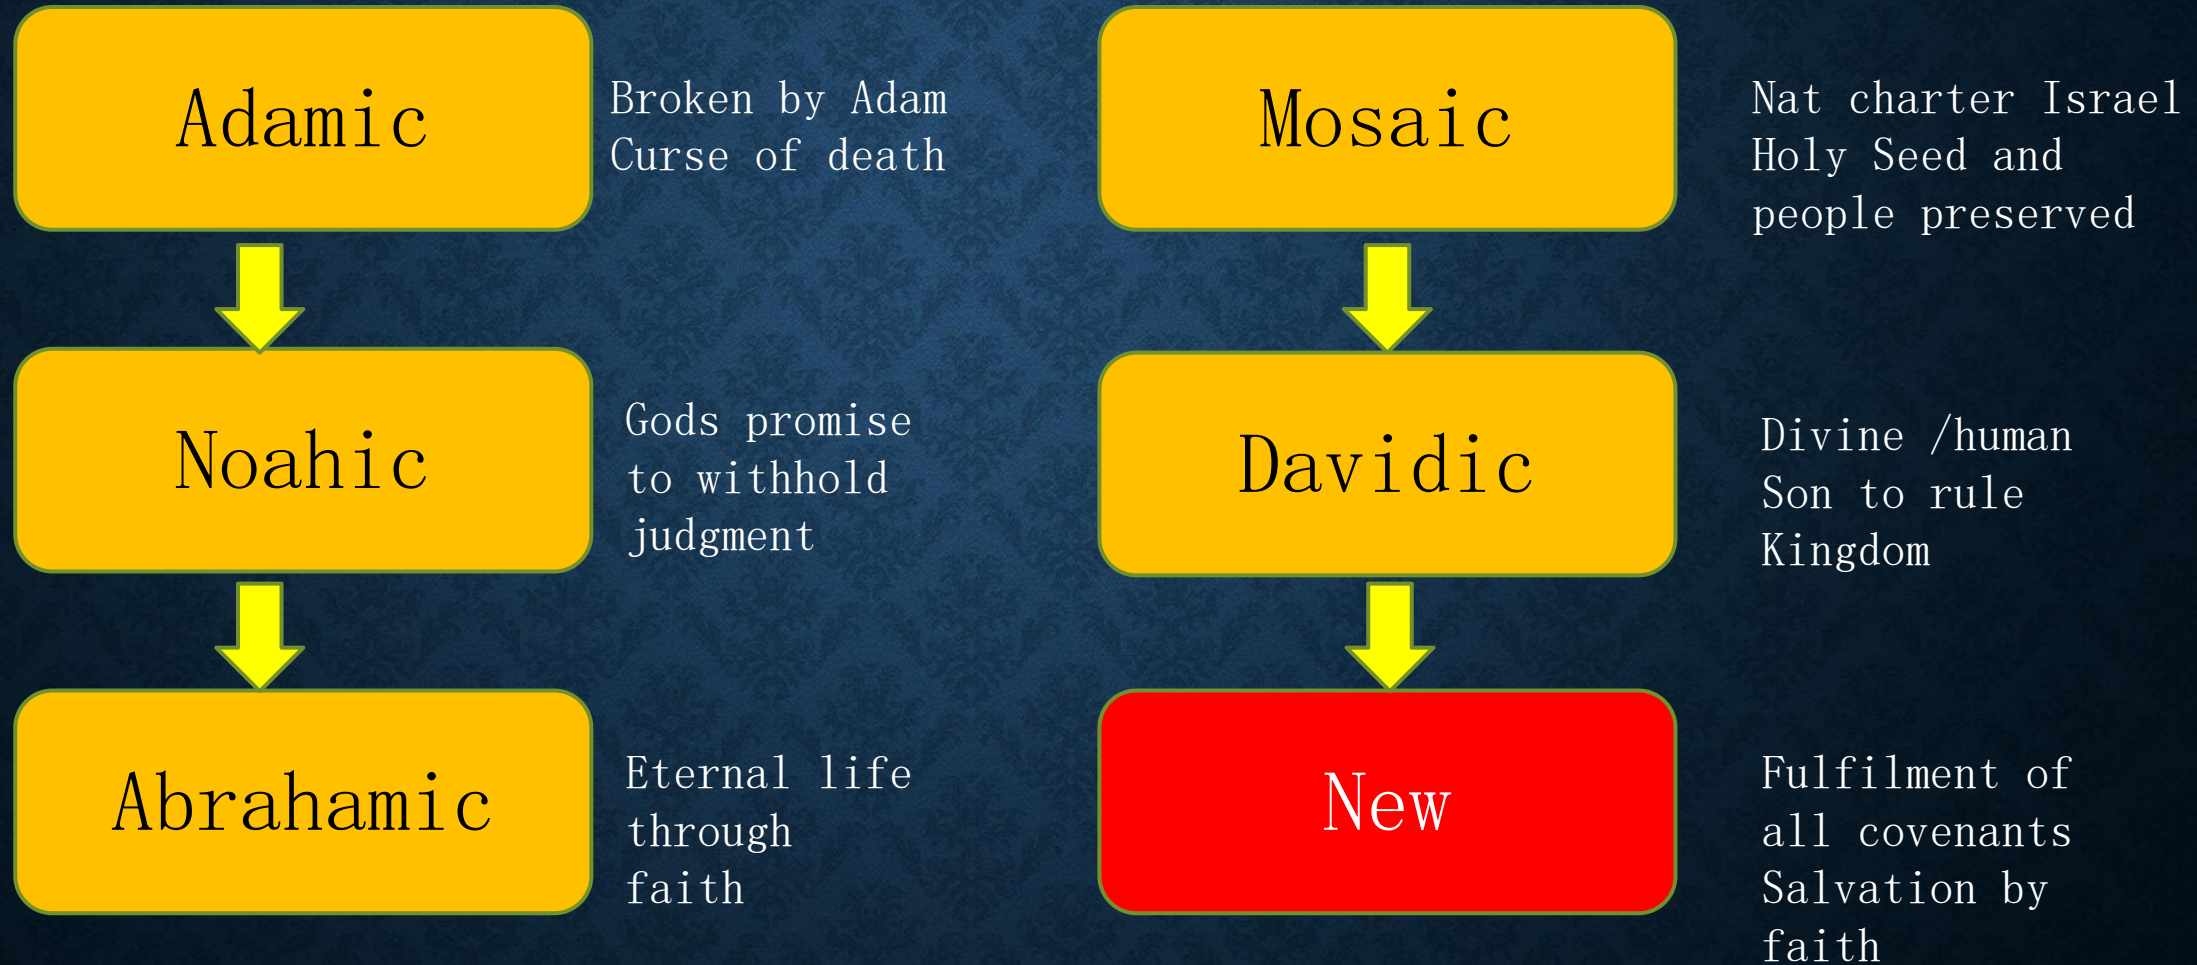 Adamic
Broken by Adam
Curse of death
Noahic
Gods promise
to withhold
judgment
Abrahamic
Eternal life
through
faith
Mosaic
Nat charter Israel
Holy Seed and
people preserved
Davidic
Divine /human
Son to rule
Kingdom
New
Fulfilment of
all covenants
Salvation by
faith